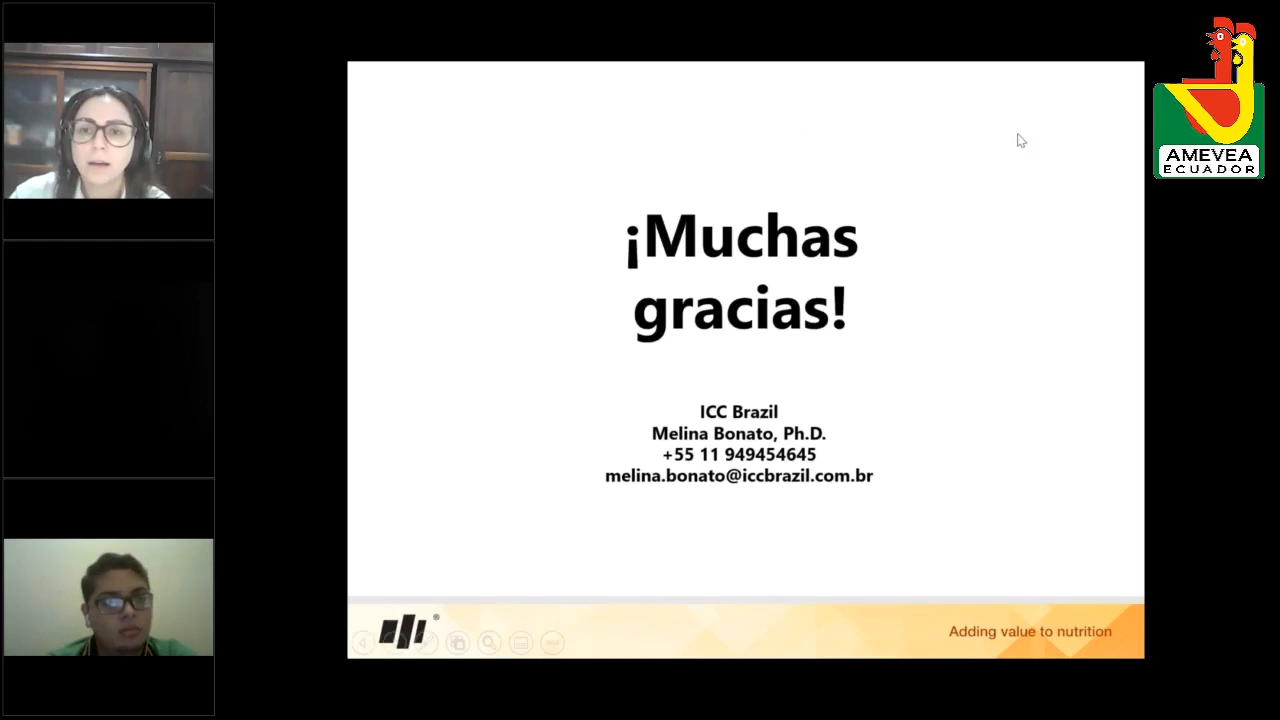 ¡Muchas
gracias!
ICC Brazil
Melina Bonato, Ph.D.
+55 11 949454645
melina.bonato@iccbrazil.com.br
®
Adding value to nutrition
AMEVEA
ECUADOR